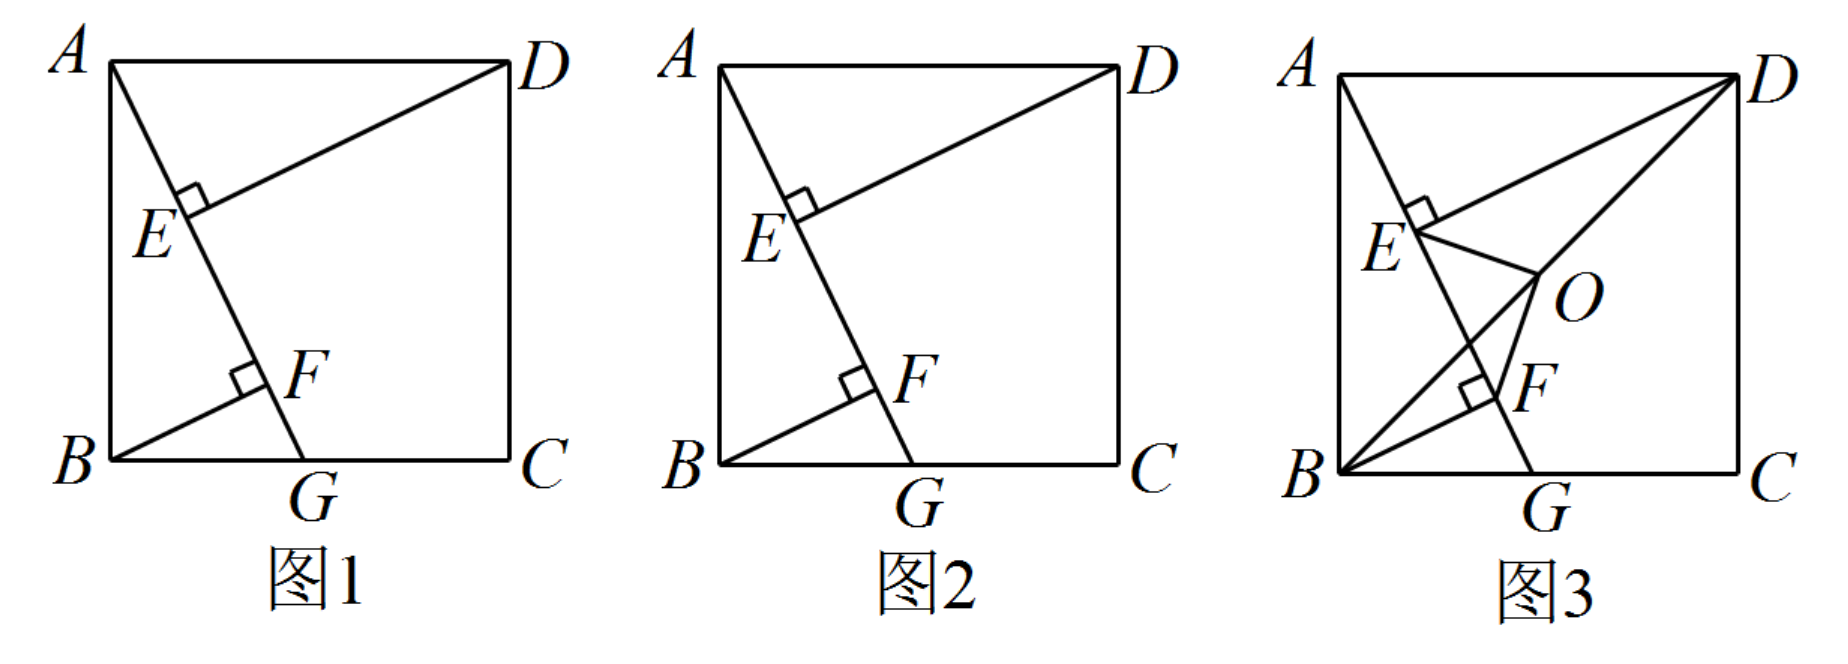 A D E F B G C
图1
A D E F B G C
图2
A D E O F B G C
图3